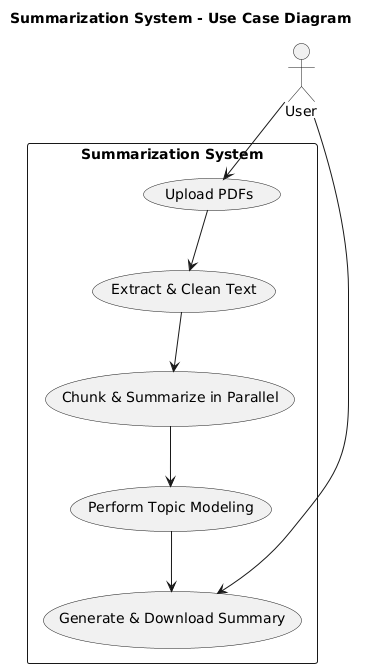 Summarization System - Use Case Diagram
User
Summarization System
Upload PDFs
Extract & Clean Text
Chunk & Summarize in Parallel
Perform Topic Modeling
Generate & Download Summary